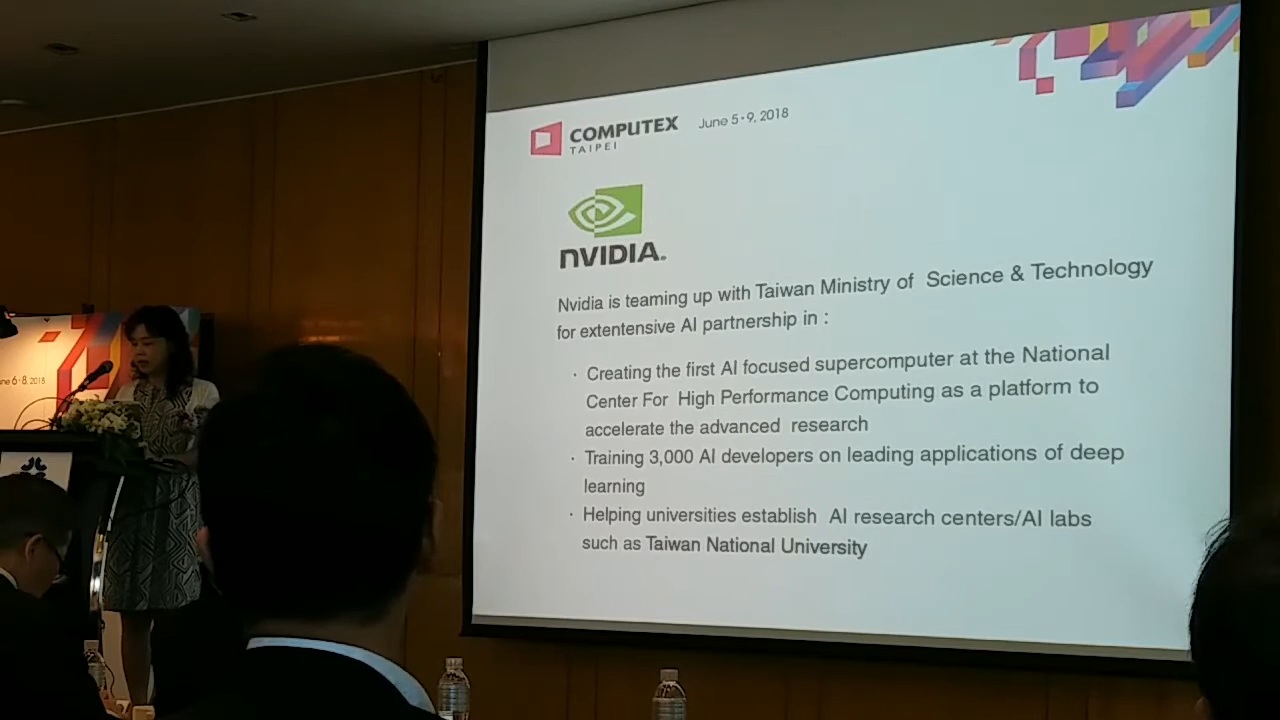 COMPUTEX
TAIPEI
June 5-9, 2018
nVIDIA.
Nvidia is teaming up with Taiwan Ministry of Science & Technology
for extentensive AI partnership in :
· Creating the first AI focused supercomputer at the National
Center For High Performance Computing as a platform to
accelerate the advanced research
· Training 3,000 AI developers on leading applications of deep
learning
· Helping universities establish AI research centers/AI labs
such as Taiwan National University
6-8, 2018